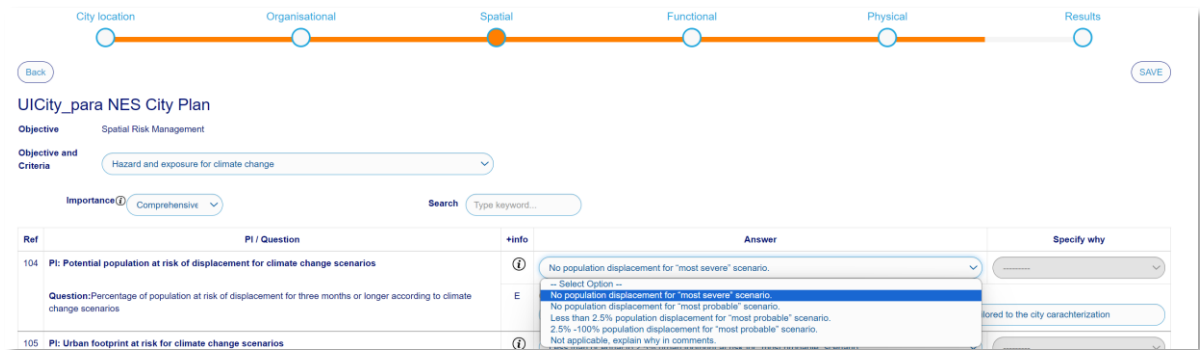 City location
Organisational
Spatial
Functional
Physical
Results
Back
SAVE
UICity_para NES City Plan
Objective Spatial Risk Management
Objective and Criteria
Hazard and exposure for climate change
Importance Comprehensive
Search Type keyword...
Ref PI / Question +info Answer Specify why
104 PI: Potential population at risk of displacement for climate change scenarios
No population displacement for "most severe" scenario.
---------
Question:Percentage of population at risk of displacement for three months or longer according to climate
change scenarios
E
-- Select Option --
No population displacement for "most severe" scenario.
No population displacement for "most probable" scenario.
Less than 2.5% population displacement for "most probable" scenario.
2.5% -100% population displacement for "most probable" scenario.
Not applicable, explain why in comments.
ilored to the city carachterization
105 PI: Urban footprint at risk for climate change scenarios